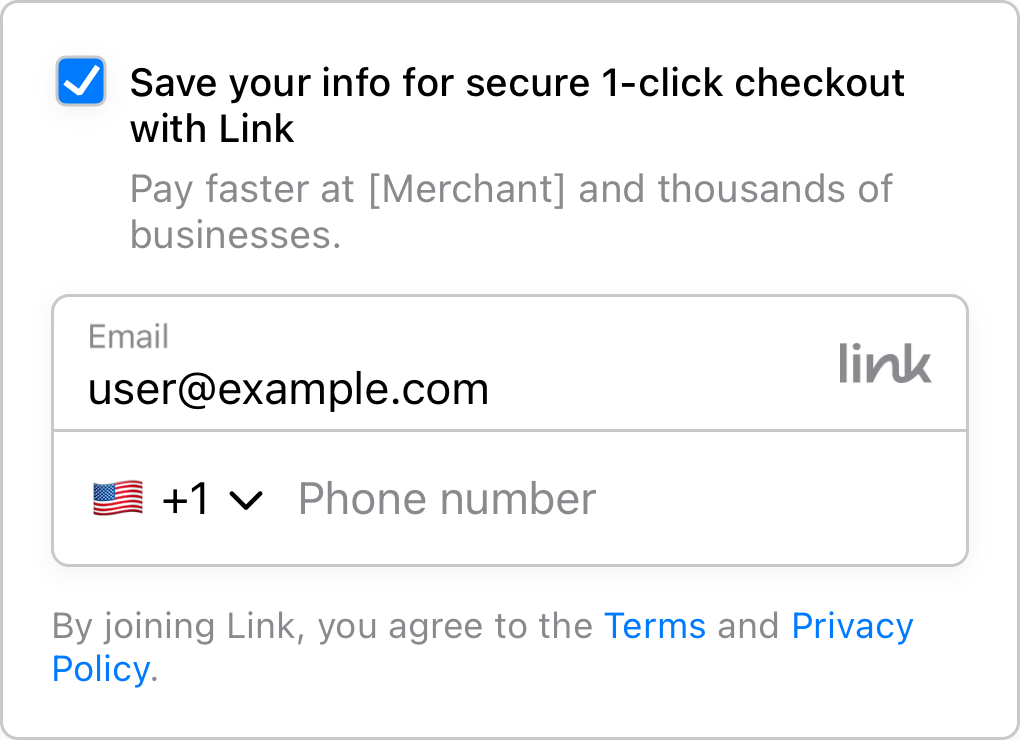 Save your info for secure 1-click checkout
with Link
Pay faster at [Merchant] and thousands of
businesses.
Email
user@example.com
link
+1 Phone number
By joining Link, you agree to the Terms and Privacy
Policy.